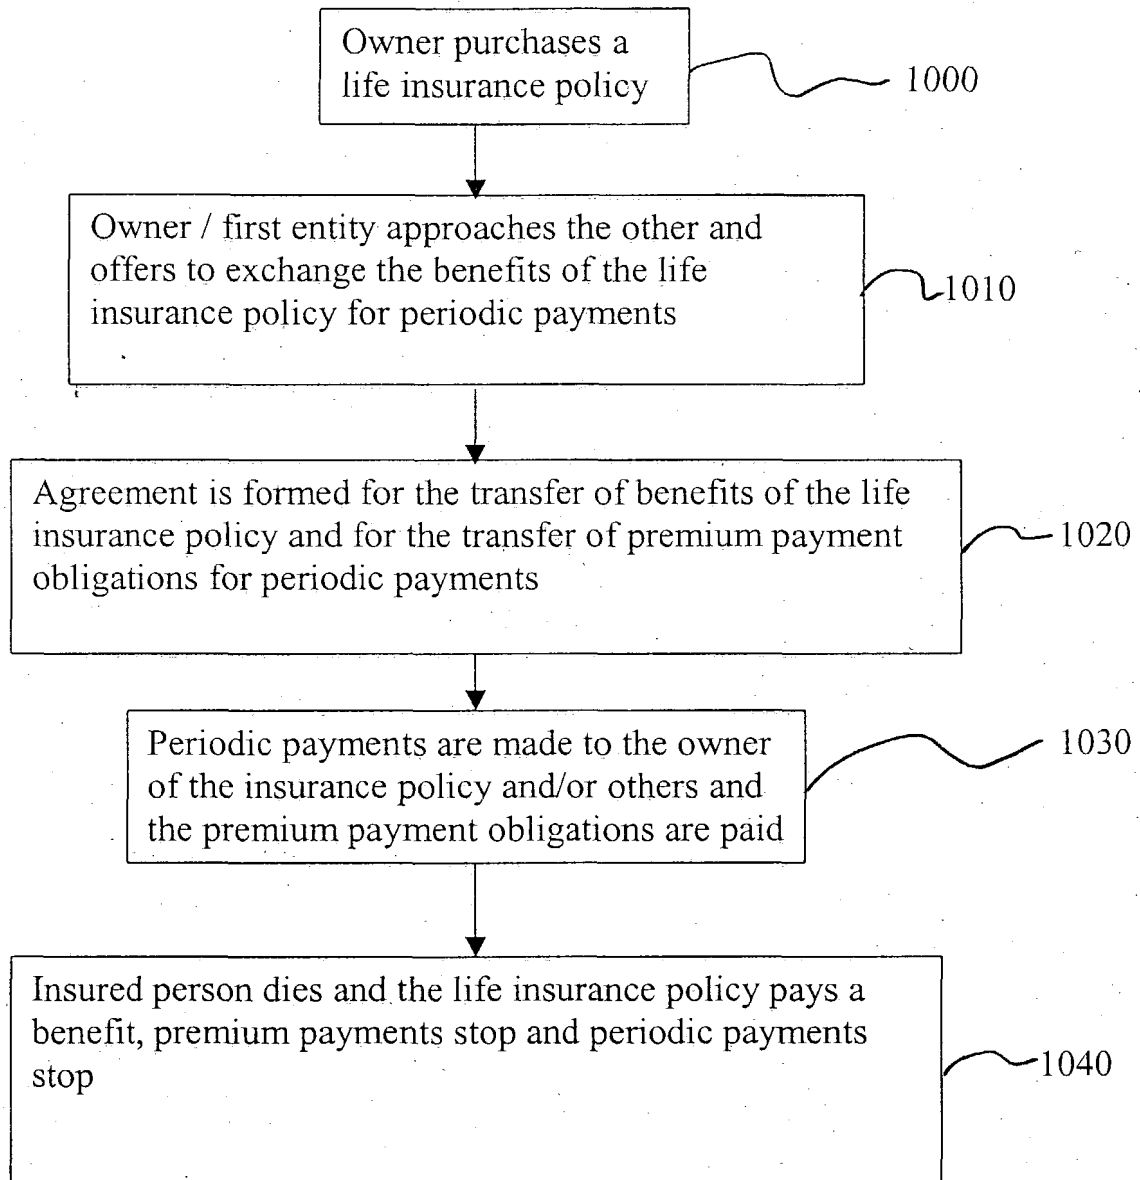 Owner purchases a
life insurance policy
1000
Owner / first entity approaches the other and
offers to exchange the benefits of the life
insurance policy for periodic payments
1010
Agreement is formed for the transfer of benefits of the life
insurance policy and for the transfer of premium payment
obligations for periodic payments
1020
Periodic payments are made to the owner
of the insurance policy and/or others and
the premium payment obligations are paid
1030
Insured person dies and the life insurance policy pays a
benefit, premium payments stop and periodic payments
stop
1040